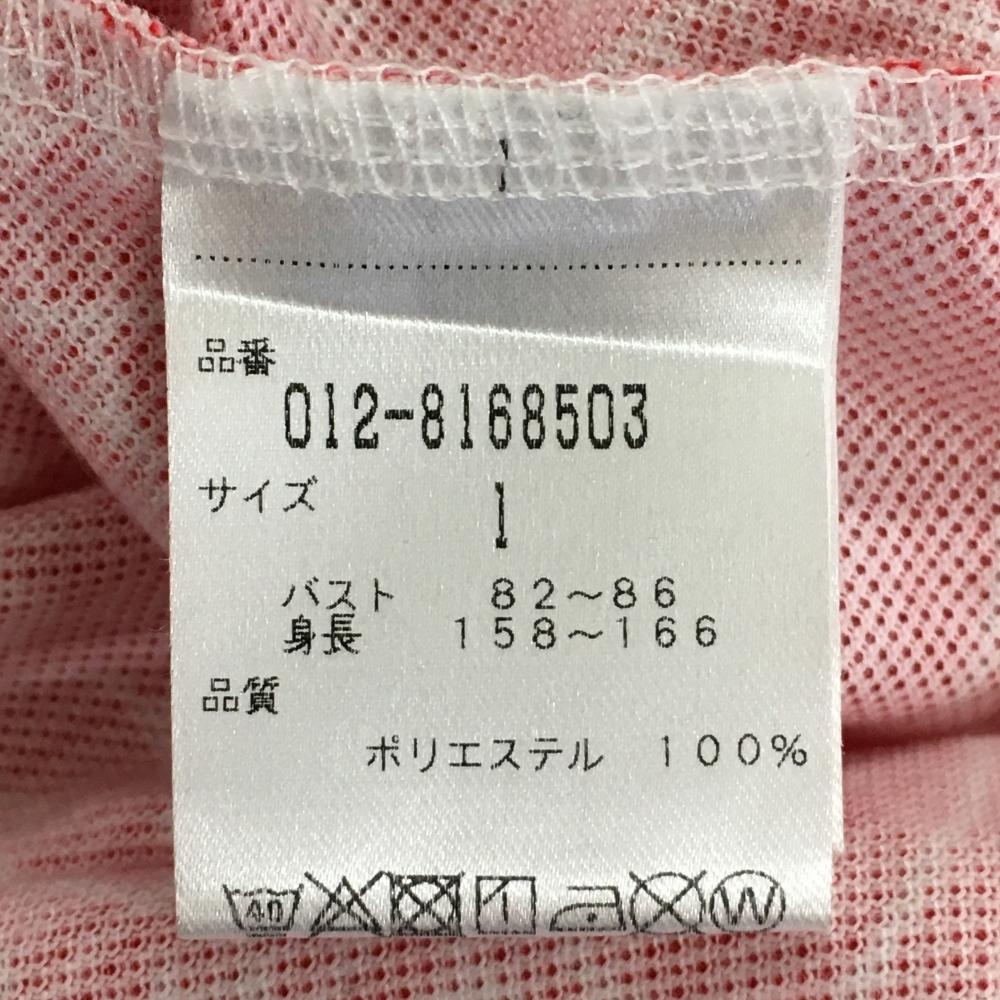 品番
012-8168503
サイズ 1
バスト 82～86
身長 158～166
品質
ポリエステル 100%
40 W